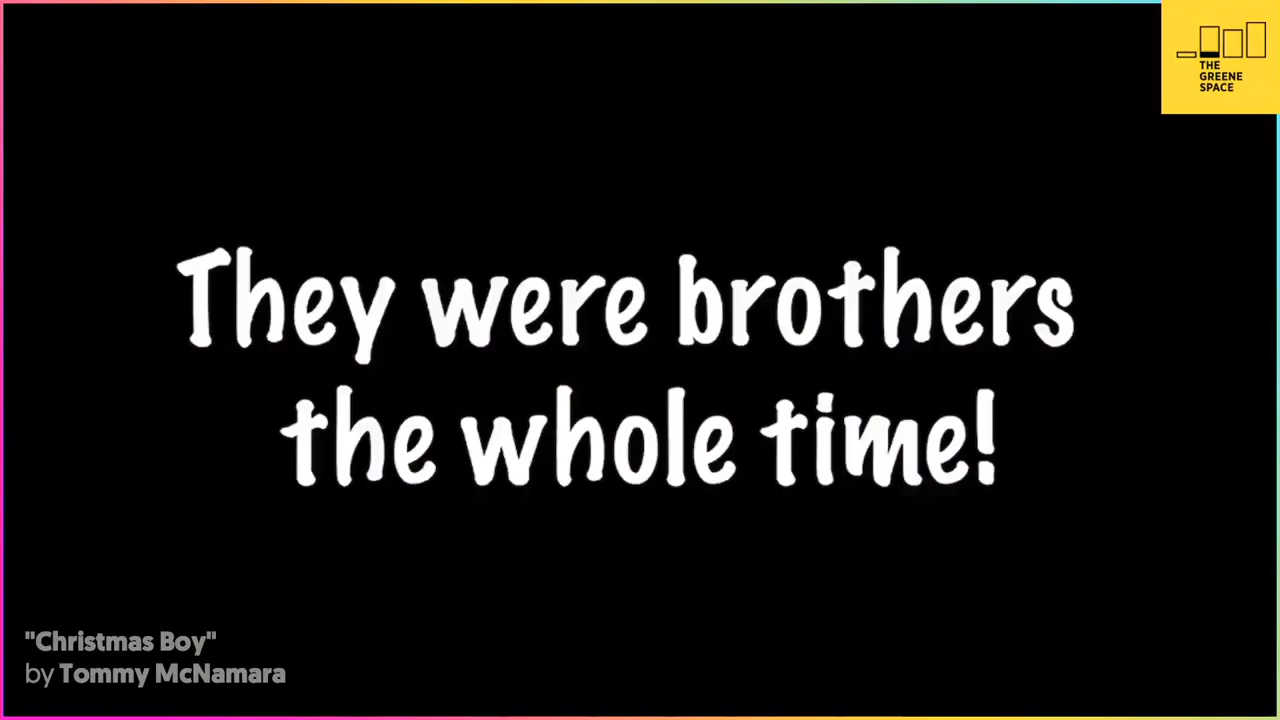 THE
GREENE
SPACE
They were brothers
the whole time!
"Christmas Boy"
by Tommy McNamara